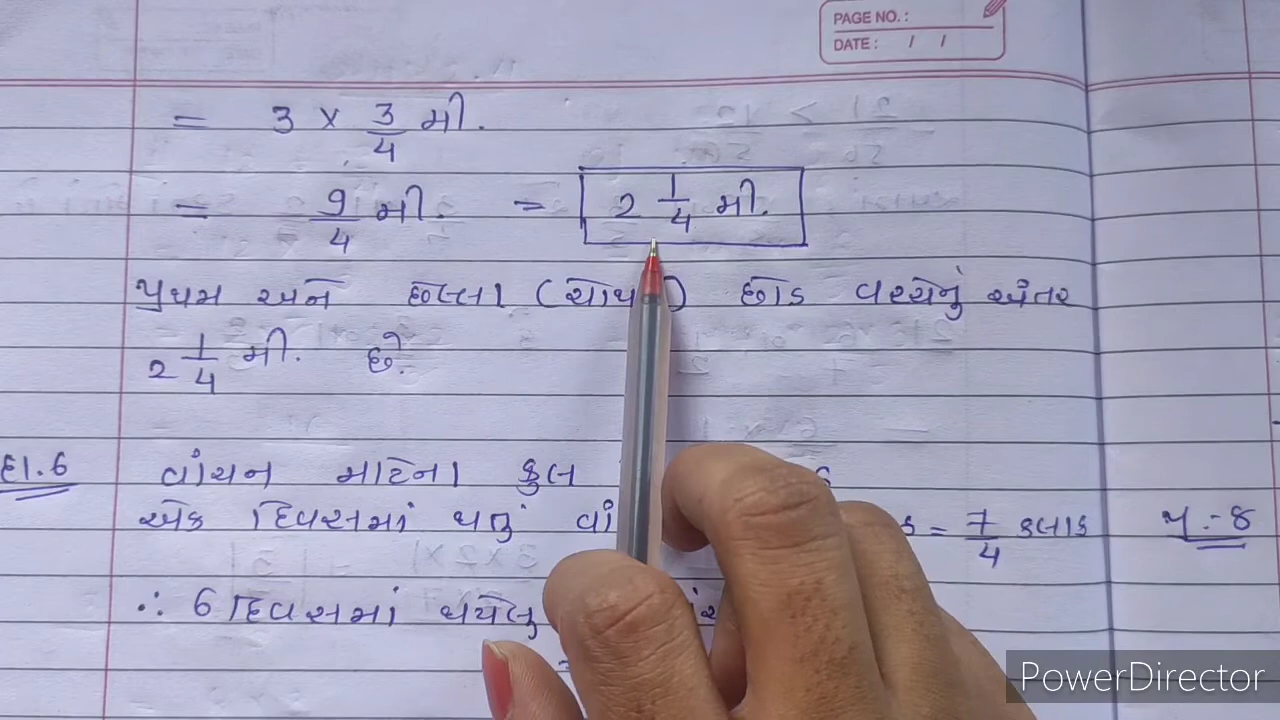 PAGE NO. :
DATE : / /
= 3 × 3/4 મી.
= 9/4 મી. = 2 1/4 મી.
પ્રથમ અને છેલ્લા છોડ વચ્ચેનું અંતર
2 1/4 મી. છે.
દા.6 વાંચન માટેના કુલ
એક દિવસમાં થતું = 7/4 કલાક પૃ.-8
∴ 6 દિવસમાં થયેલું
PowerDirector